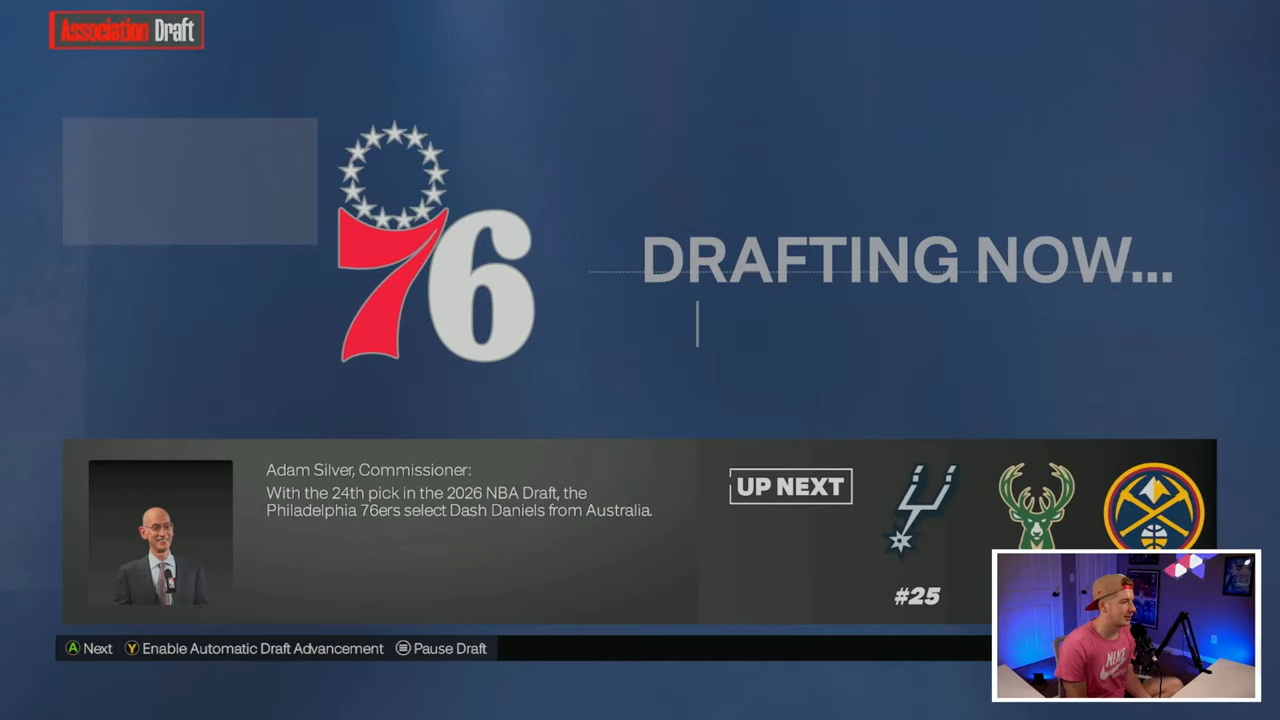 Association Draft
76
DRAFTING NOW...
Adam Silver, Commissioner:
With the 24th pick in the 2026 NBA Draft, the
Philadelphia 76ers select Dash Daniels from Australia.
UP NEXT
#25
A Next Y Enable Automatic Draft Advancement Pause Draft
NIKE